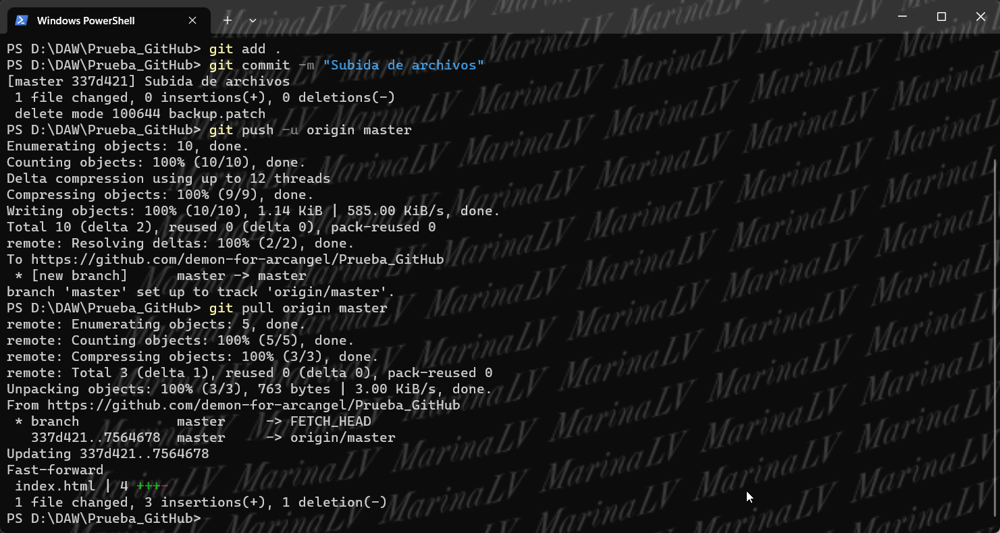 Windows PowerShell
PS D:\DAW\Prueba_GitHub> git add .
PS D:\DAW\Prueba_GitHub> git commit -m "Subida de archivos"
[master 337d421] Subida de archivos
 1 file changed, 0 insertions(+), 0 deletions(-)
 delete mode 100644 backup.patch
PS D:\DAW\Prueba_GitHub> git push -u origin master
Enumerating objects: 10, done.
Counting objects: 100% (10/10), done.
Delta compression using up to 12 threads
Compressing objects: 100% (9/9), done.
Writing objects: 100% (10/10), 1.14 KiB | 585.00 KiB/s, done.
Total 10 (delta 2), reused 0 (delta 0), pack-reused 0
remote: Resolving deltas: 100% (2/2), done.
To https://github.com/demon-for-arcangel/Prueba_GitHub
 * [new branch]      master -> master
branch 'master' set up to track 'origin/master'.
PS D:\DAW\Prueba_GitHub> git pull origin master
remote: Enumerating objects: 5, done.
remote: Counting objects: 100% (5/5), done.
remote: Compressing objects: 100% (3/3), done.
remote: Total 3 (delta 1), reused 0 (delta 0), pack-reused 0
Unpacking objects: 100% (3/3), 763 bytes | 3.00 KiB/s, done.
From https://github.com/demon-for-arcangel/Prueba_GitHub
 * branch            master     -> FETCH_HEAD
   337d421..7564678  master     -> origin/master
Updating 337d421..7564678
Fast-forward
 index.html | 4 +++-
 1 file changed, 3 insertions(+), 1 deletion(-)
PS D:\DAW\Prueba_GitHub>
MarinaLV